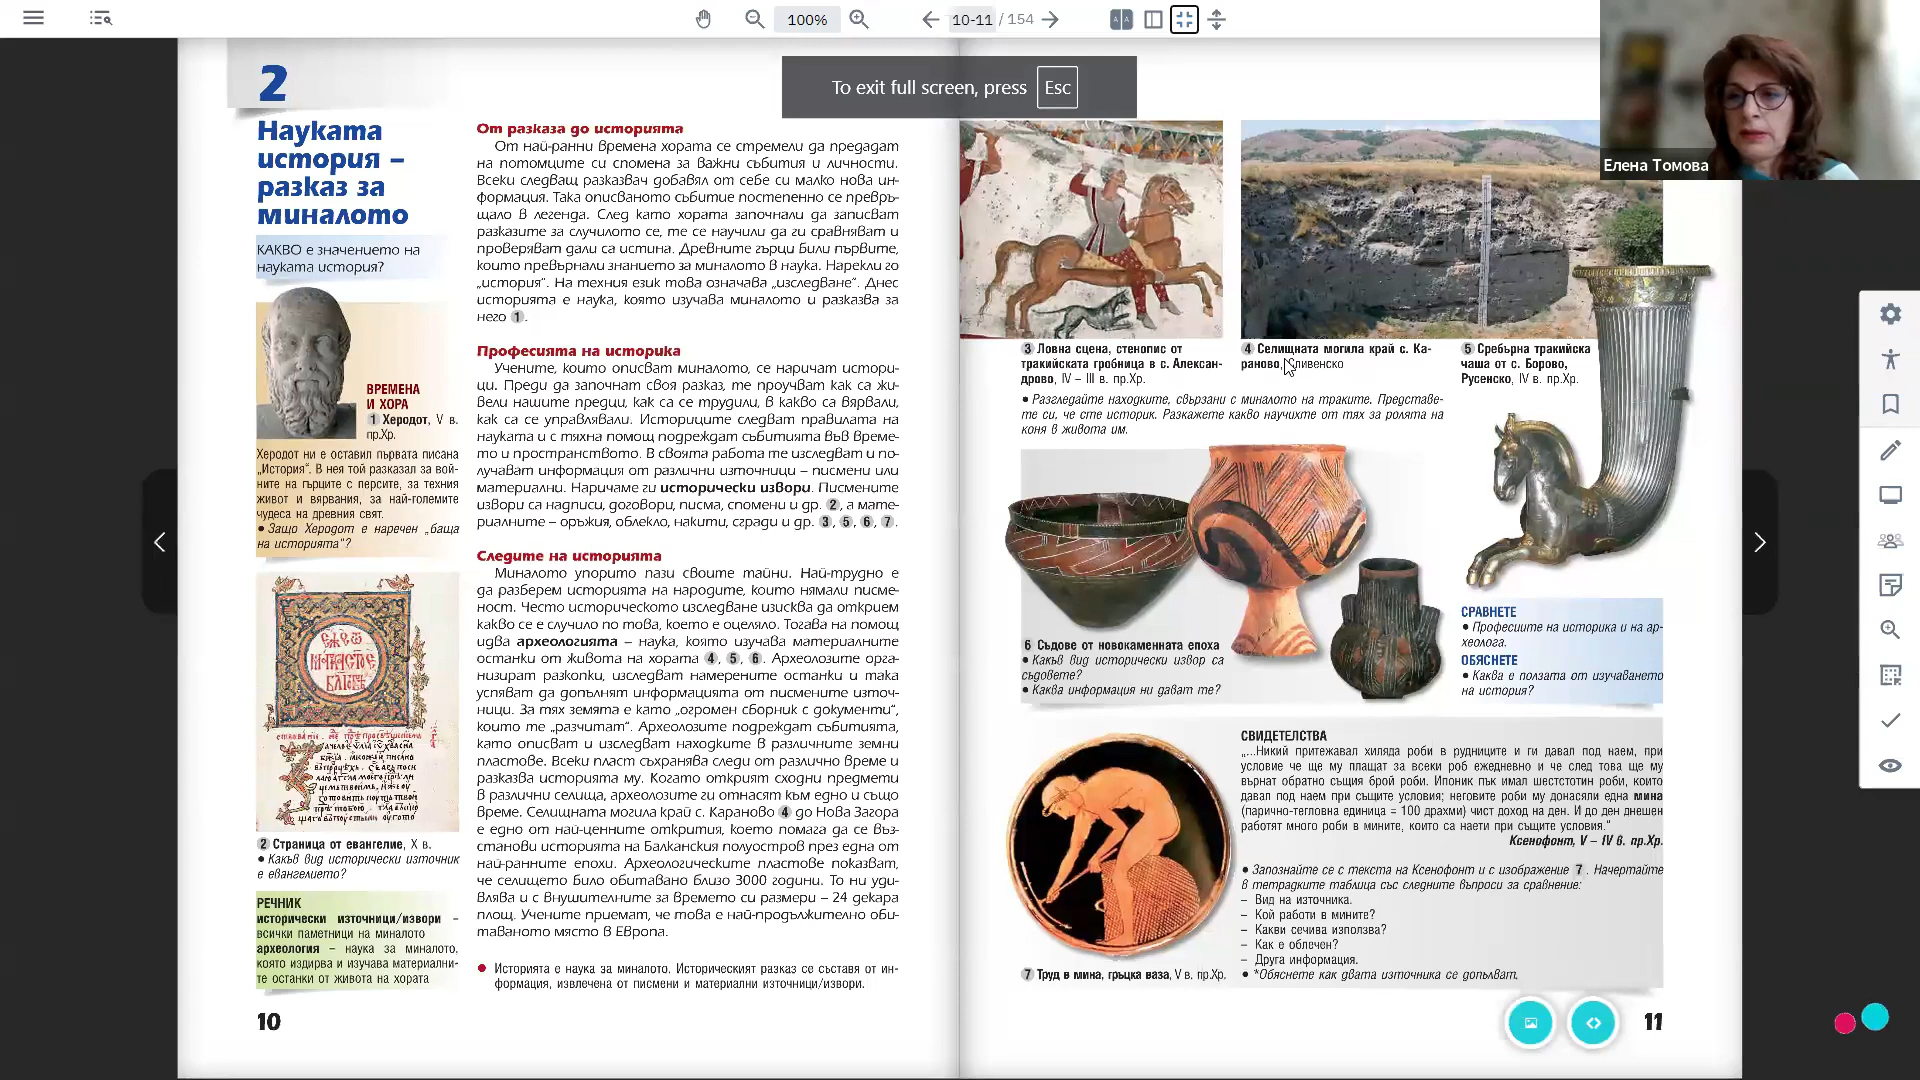 100%
10-11 / 154
To exit full screen, press Esc
Елена Томова
2
Науката
история –
разказ за
миналото
КАКВО е значението на
науката история?
ВРЕМЕНА
И ХОРА
1 Херодот, V в.
пр.Хр.
Херодот ни е оставил първата писана
„История“. В нея той разказал за вой-
ните на гърците с персите, за техния
живот и вярвания, за най-големите
чудеса на древния свят.
• Защо Херодот е наречен „баща
на историята“?
2 Страница от евангелие, X в.
• Какъв вид исторически източник
е евангелието?
РЕЧНИК
исторически източници/извори –
всички паметници на миналото
археология – наука за миналото,
която издирва и изучава материални-
те останки от живота на хората
10
От разказа до историята
От най-ранни времена хората се стремели да предадат
на потомците си спомена за важни събития и личности.
Всеки следващ разказвач добавял от себе си малко нова ин-
формация. Така описваното събитие постепенно се превръ-
щало в легенда. След като хората започнали да записват
разказите за случилото се, те се научили да ги сравняват и
проверяват дали са истина. Древните гърци били първите,
които превърнали знанието за миналото в наука. Нарекли го
„история“. На техния език това означава „изследване“. Днес
историята е наука, която изучава миналото и разказва за
него 1.
Професията на историка
Учените, които описват миналото, се наричат истори-
ци. Преди да започнат своя разказ, те проучват как са жи-
вели нашите предци, как са се трудили, в какво са вярвали,
как са се управлявали. Историците следват правилата на
науката и с тяхна помощ подреждат събитията във време-
то и пространството. В своята работа те изследват и по-
лучават информация от различни източници – писмени или
материални. Наричаме ги исторически извори. Писмените
извори са надписи, договори, писма, спомени и др. 2, а мате-
риалните – оръжия, облекло, накити, сгради и др. 3, 5, 6, 7.
Следите на историята
Миналото упорито пази своите тайни. Най-трудно е
да разберем историята на народите, които нямали писме-
ност. Често историческото изследване изисква да открием
какво се е случило по това, което е оцеляло. Тогава на помощ
идва археологията – наука, която изучава материалните
останки от живота на хората 4, 5, 6. Археолозите орга-
низират разкопки, изследват намерените останки и така
успяват да допълнят информацията от писмените източ-
ници. За тях земята е като „огромен сборник с документи“,
които те „разчитат“. Археолозите подреждат събитията,
като описват и изследват находките в различните земни
пластове. Всеки пласт съхранява следи от различно време и
разказва историята му. Когато открият сходни предмети
в различни селища, археолозите ги отнасят към едно и също
време. Селищната могила край с. Караново 4 до Нова Загора
е едно от най-ценните открития, което помага да се въз-
станови историята на Балканския полуостров през една от
най-ранните епохи. Археологическите пластове показват,
че селището било обитавано близо 3000 години. То ни уди-
влява и с внушителните за времето си размери – 24 декара
площ. Учените приемат, че това е най-продължително оби-
таваното място в Европа.
• Историята е наука за миналото. Историческият разказ се съставя от ин-
формация, извлечена от писмени и материални източници/извори.
3 Ловна сцена, стенопис от
тракийската гробница в с. Алексан-
дрово, IV – III в. пр.Хр.
4 Селищната могила край с. Ка-
раново, Сливенско
5 Сребърна тракийска
чаша от с. Борово,
Русенско, IV в. пр.Хр.
• Разгледайте находките, свързани с миналото на траките. Представе-
те си, че сте историк. Разкажете какво научихте от тях за ролята на
коня в живота им.
6 Съдове от новокаменната епоха
• Какъв вид исторически извор са
съдовете?
• Каква информация ни дават те?
СРАВНЕТЕ
• Професиите на историка и на ар-
хеолога.
ОБЯСНЕТЕ
• Каква е ползата от изучаването
на история?
7 Труд в мина, гръцка ваза, V в. пр.Хр.
СВИДЕТЕЛСТВА
„...Никий притежавал хиляда роби в рудниците и ги давал под наем, при
условие че ще му плащат за всеки роб ежедневно и че след това ще му
върнат обратно същия брой роби. Ипоник пък имал шестстотин роби, които
давал под наем при същите условия; неговите роби му донасяли една мина
(парично-тегловна единица = 100 драхми) чист доход на ден. И до ден днешен
работят много роби в мините, които са наети при същите условия.“
Ксенофонт, V – IV в. пр.Хр.
• Запознайте се с текста на Ксенофонт и с изображение 7. Начертайте
в тетрадките таблица със следните въпроси за сравнение:
– Вид на източника.
– Кой работи в мините?
– Какви сечива използва?
– Как е облечен?
– Друга информация.
• *Обяснете как двата източника се допълват.
11